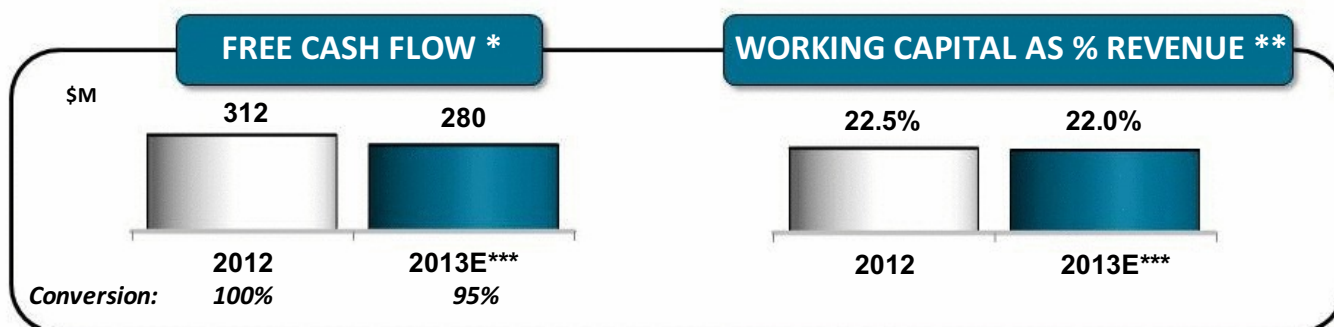 FREE CASH FLOW *
$M
312 280
2012 2013E***
Conversion: 100% 95%
WORKING CAPITAL AS % REVENUE **
22.5% 22.0%
2012 2013E***